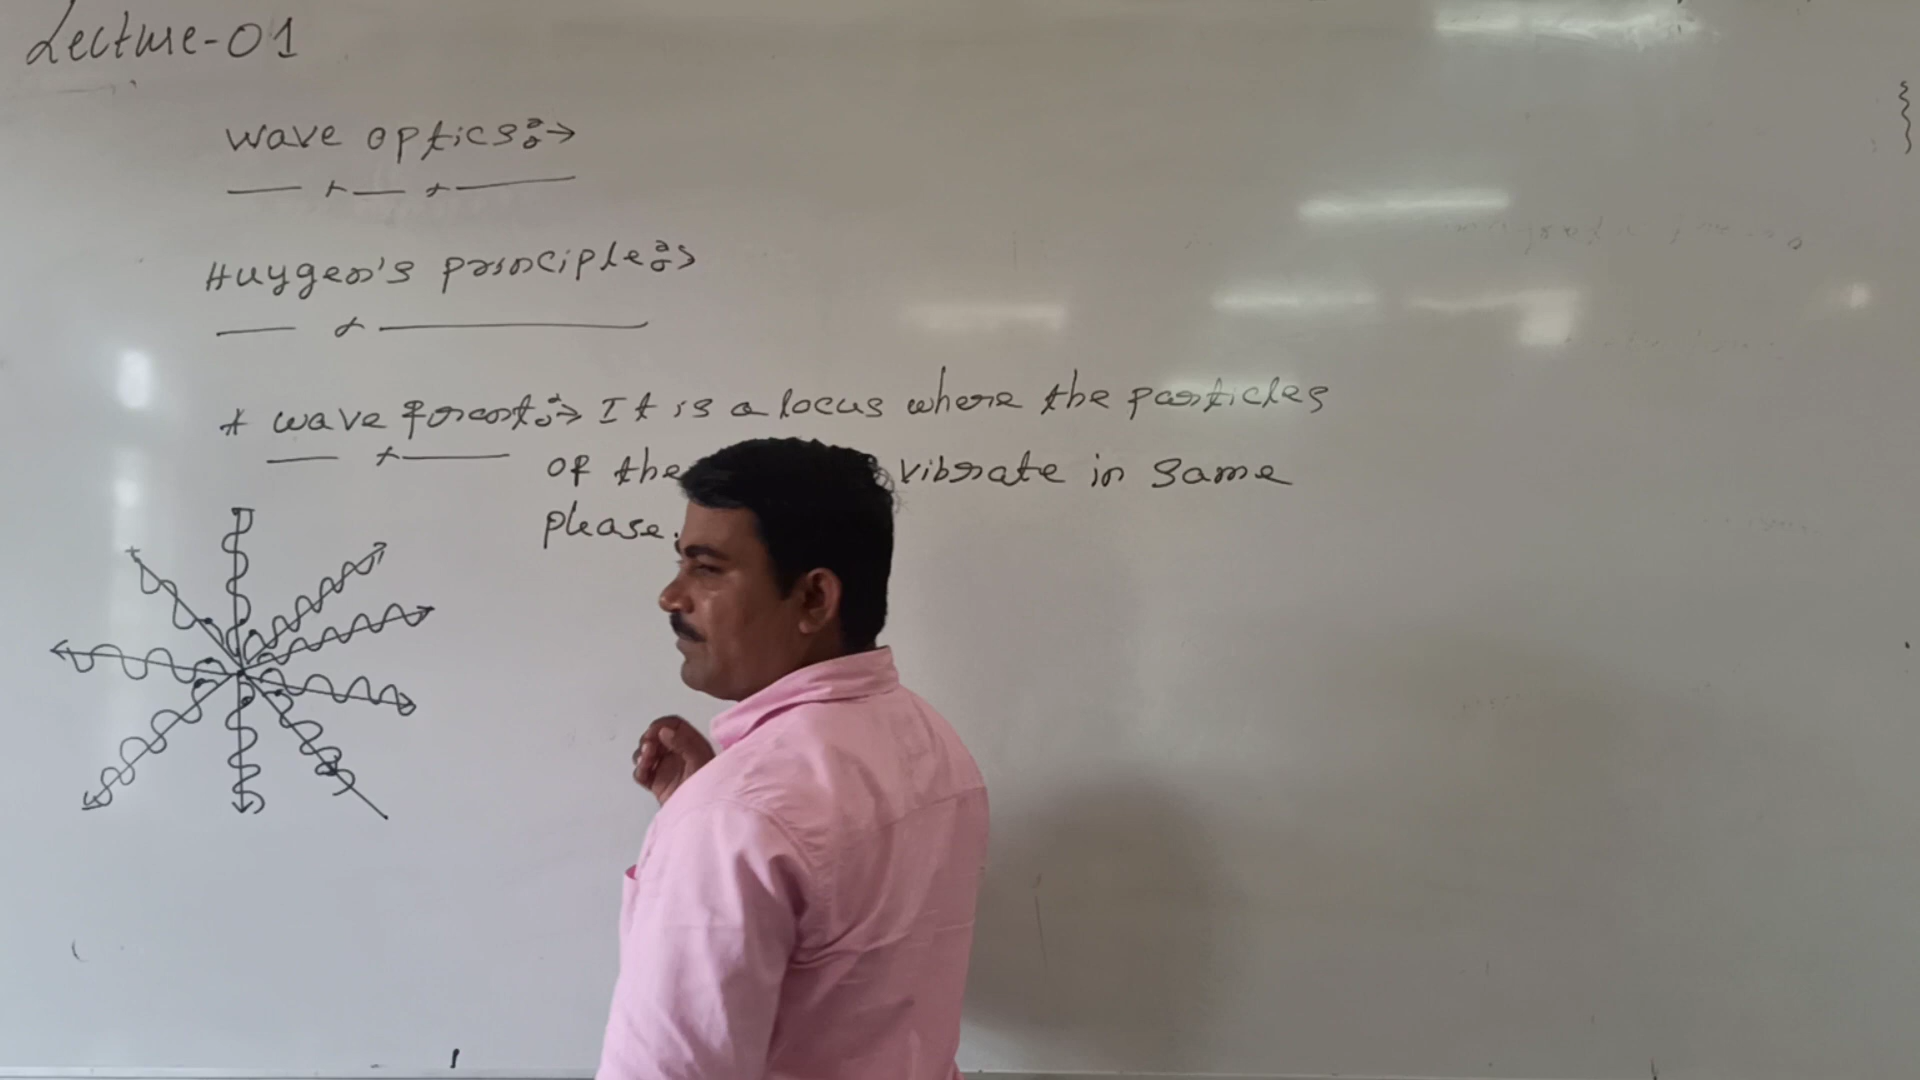 Lecture-01
Wave optics:→
Huygen's principle:→
* wave front:→ It is a locus where the particles
of the vibrate in same
please.